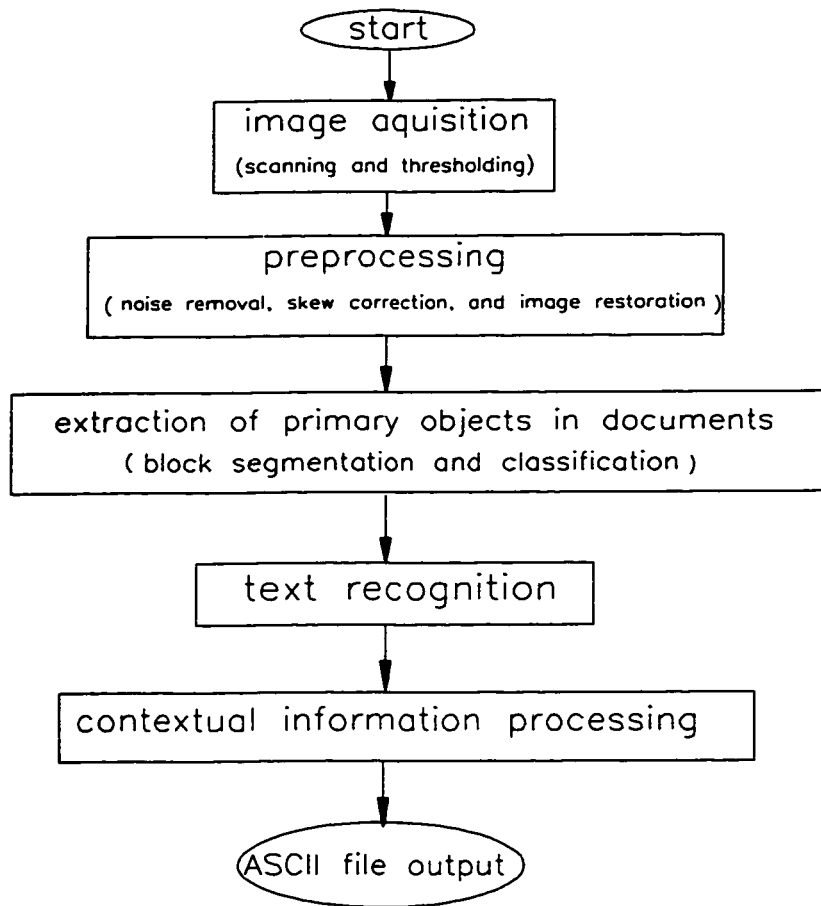 start
image aquisition
(scanning and thresholding)
preprocessing
( noise removal, skew correction, and image restoration )
extraction of primary objects in documents
( block segmentation and classification )
text recognition
contextual information processing
ASCII file output